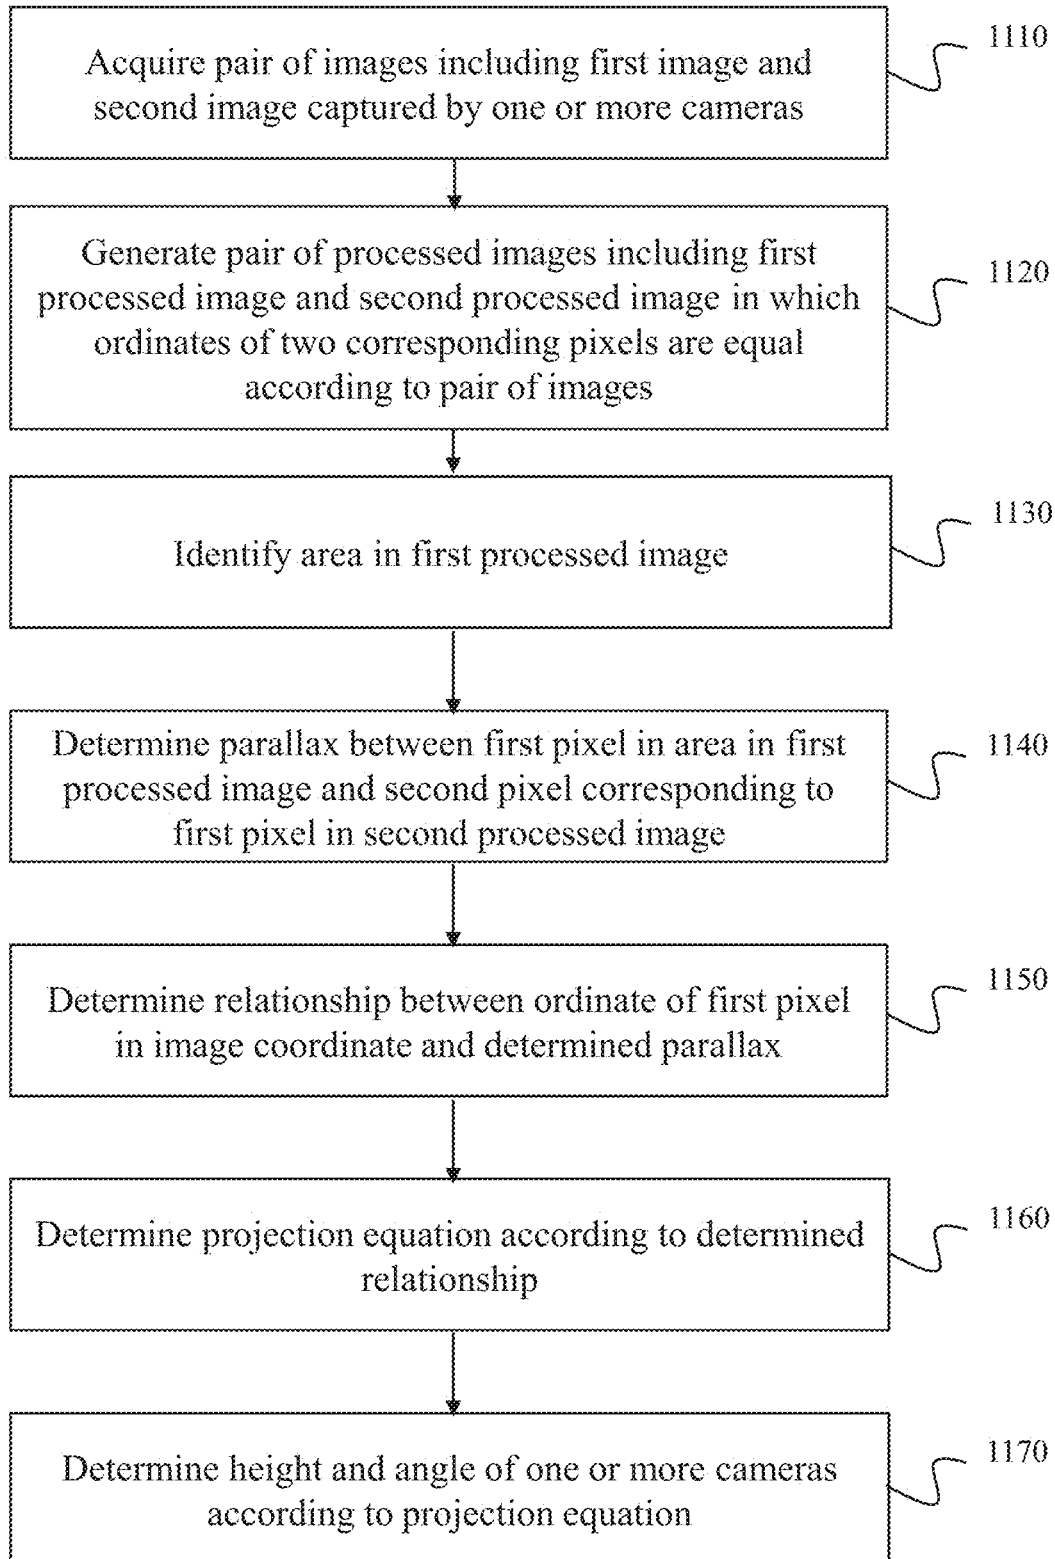 Acquire pair of images including first image and
second image captured by one or more cameras
1110
Generate pair of processed images including first
processed image and second processed image in which
ordinates of two corresponding pixels are equal
according to pair of images
1120
Identify area in first processed image
1130
Determine parallax between first pixel in area in first
processed image and second pixel corresponding to
first pixel in second processed image
1140
Determine relationship between ordinate of first pixel
in image coordinate and determined parallax
1150
Determine projection equation according to determined
relationship
1160
Determine height and angle of one or more cameras
according to projection equation
1170